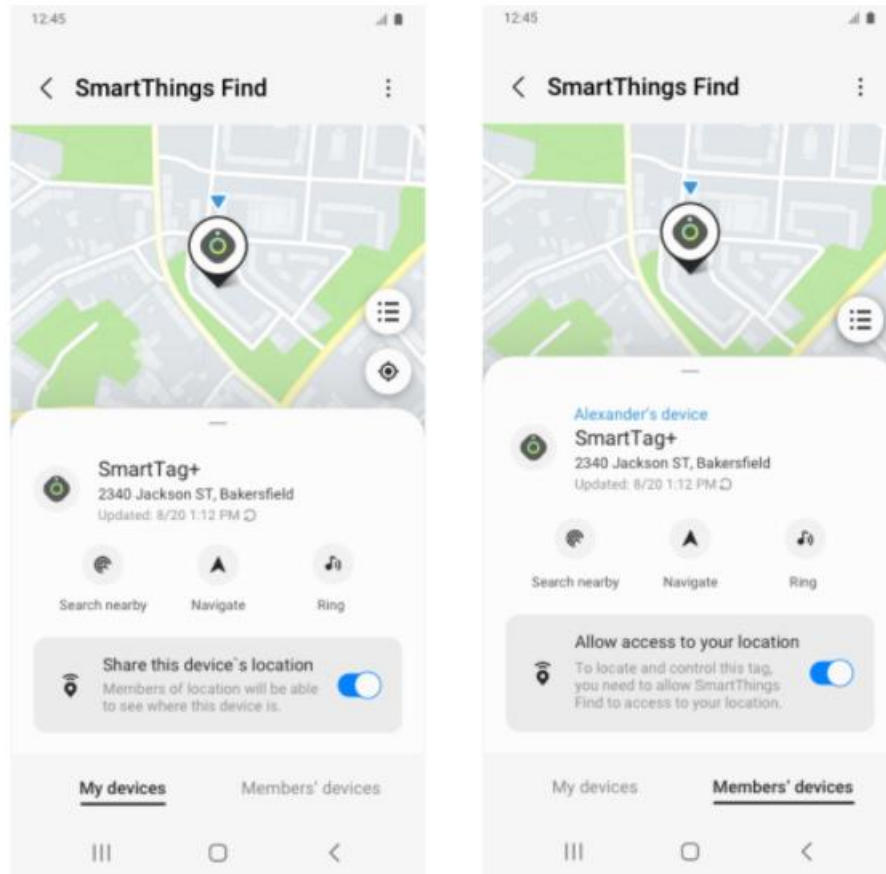 12:45
SmartThings Find
SmartTag+
2340 Jackson ST, Bakersfield
Updated: 8/20 1:12 PM
Search nearby
Navigate
Ring
Share this device`s location
Members of location will be able
to see where this device is.
My devices
Members' devices
12:45
SmartThings Find
Alexander's device
SmartTag+
2340 Jackson ST, Bakersfield
Updated: 8/20 1:12 PM
Search nearby
Navigate
Ring
Allow access to your location
To locate and control this tag,
you need to allow SmartThings
Find to access to your location.
My devices
Members' devices